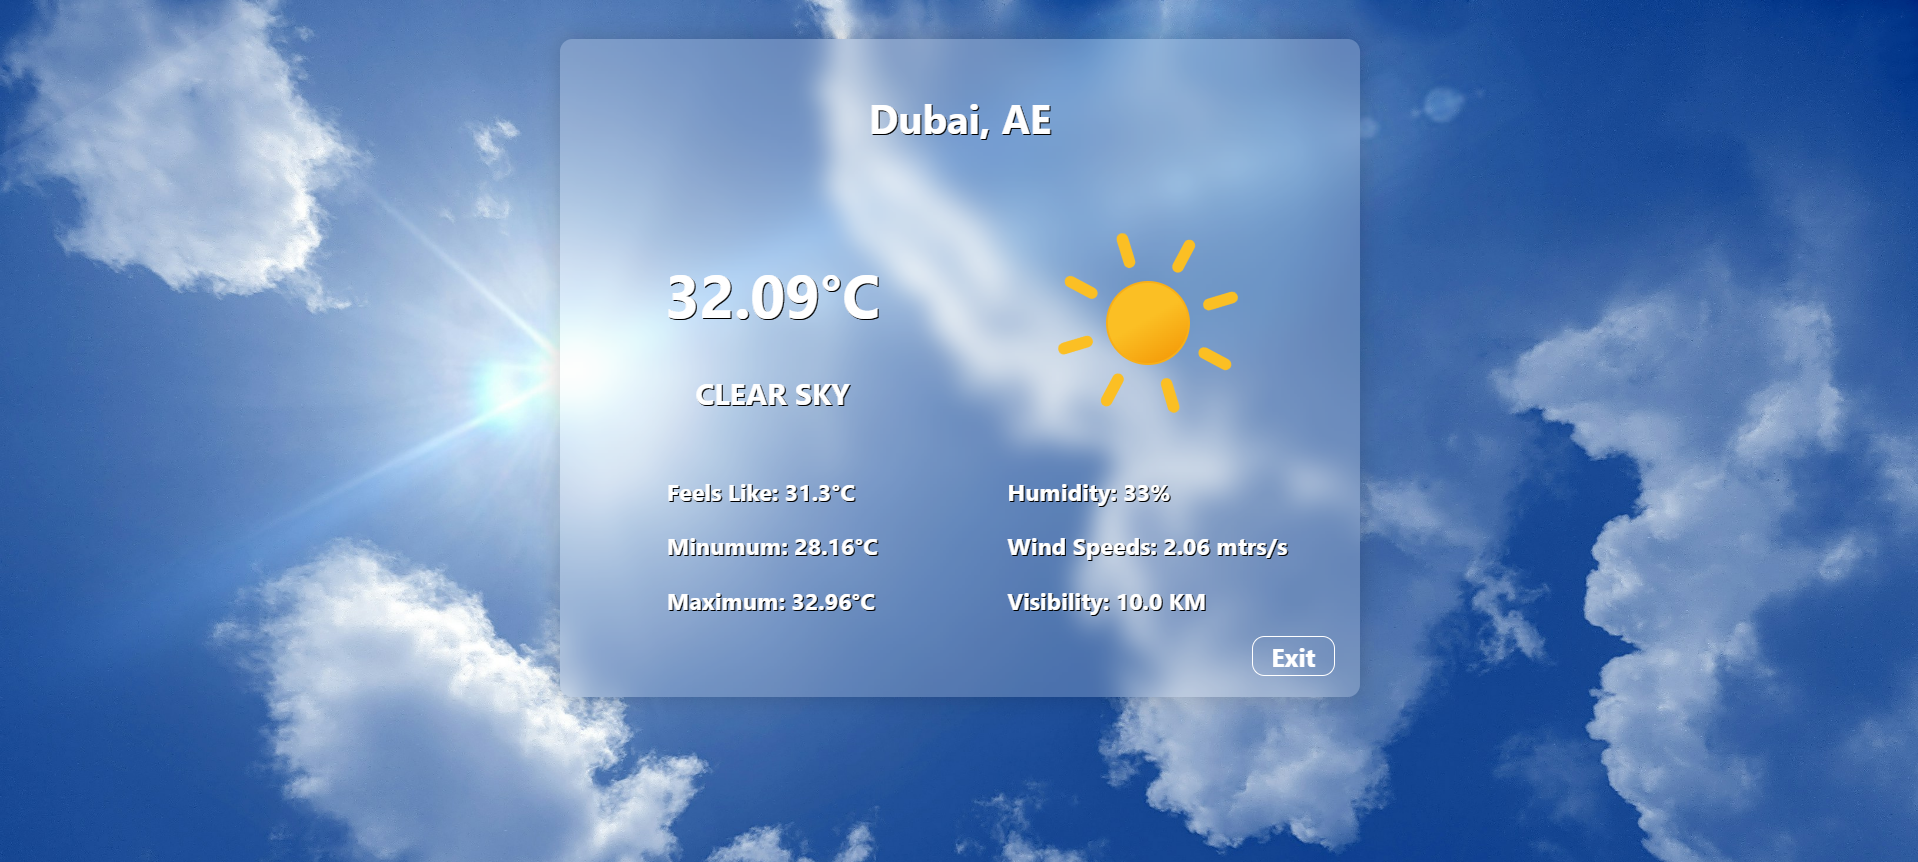 Dubai, AE
32.09°C
CLEAR SKY
Feels Like: 31.3°C
Humidity: 33%
Minumum: 28.16°C
Wind Speeds: 2.06 mtrs/s
Maximum: 32.96°C
Visibility: 10.0 KM
Exit